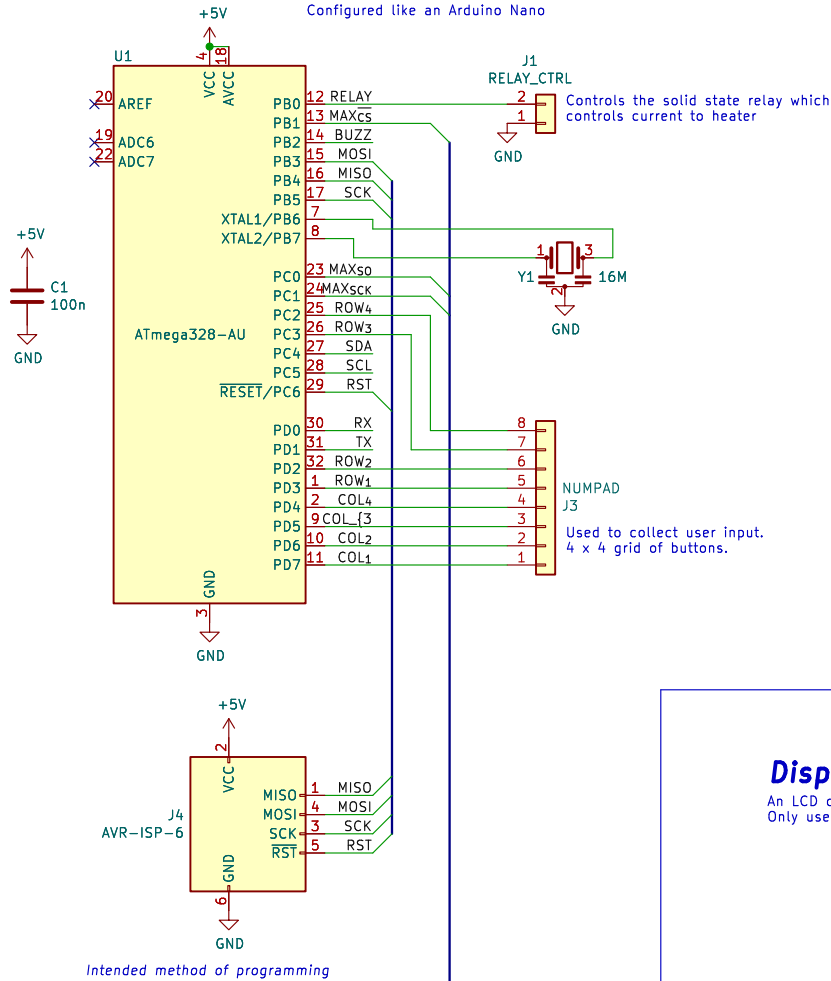 Configured like an Arduino Nano
+5V
U1
4
18
VCC
AVCC
20 AREF
19 ADC6
22 ADC7
ATmega328-AU
PB0 12 RELAY
PB1 13 MAXCS
PB2 14 BUZZ
PB3 15 MOSI
PB4 16 MISO
PB5 17 SCK
XTAL1/PB6 7
XTAL2/PB7 8
PC0 23 MAXSO
PC1 24 MAXSCK
PC2 25 ROW4
PC3 26 ROW3
PC4 27 SDA
PC5 28 SCL
RESET/PC6 29 RST
PD0 30 RX
PD1 31 TX
PD2 32 ROW2
PD3 1 ROW1
PD4 2 COL4
PD5 9 COL_{3
PD6 10 COL2
PD7 11 COL1
GND
3
GND
J1
RELAY_CTRL
2
1
GND
Controls the solid state relay which
controls current to heater
+5V
C1
100n
GND
1
3
Y1
16M
2
GND
8
7
6
5
4
3
2
1
NUMPAD
J3
Used to collect user input.
4 x 4 grid of buttons.
+5V
2
VCC
J4
AVR-ISP-6
MISO 1 MISO
MOSI 4 MOSI
SCK 3 SCK
RST 5 RST
GND
6
GND
Intended method of programming
Disp
An LCD
Only use